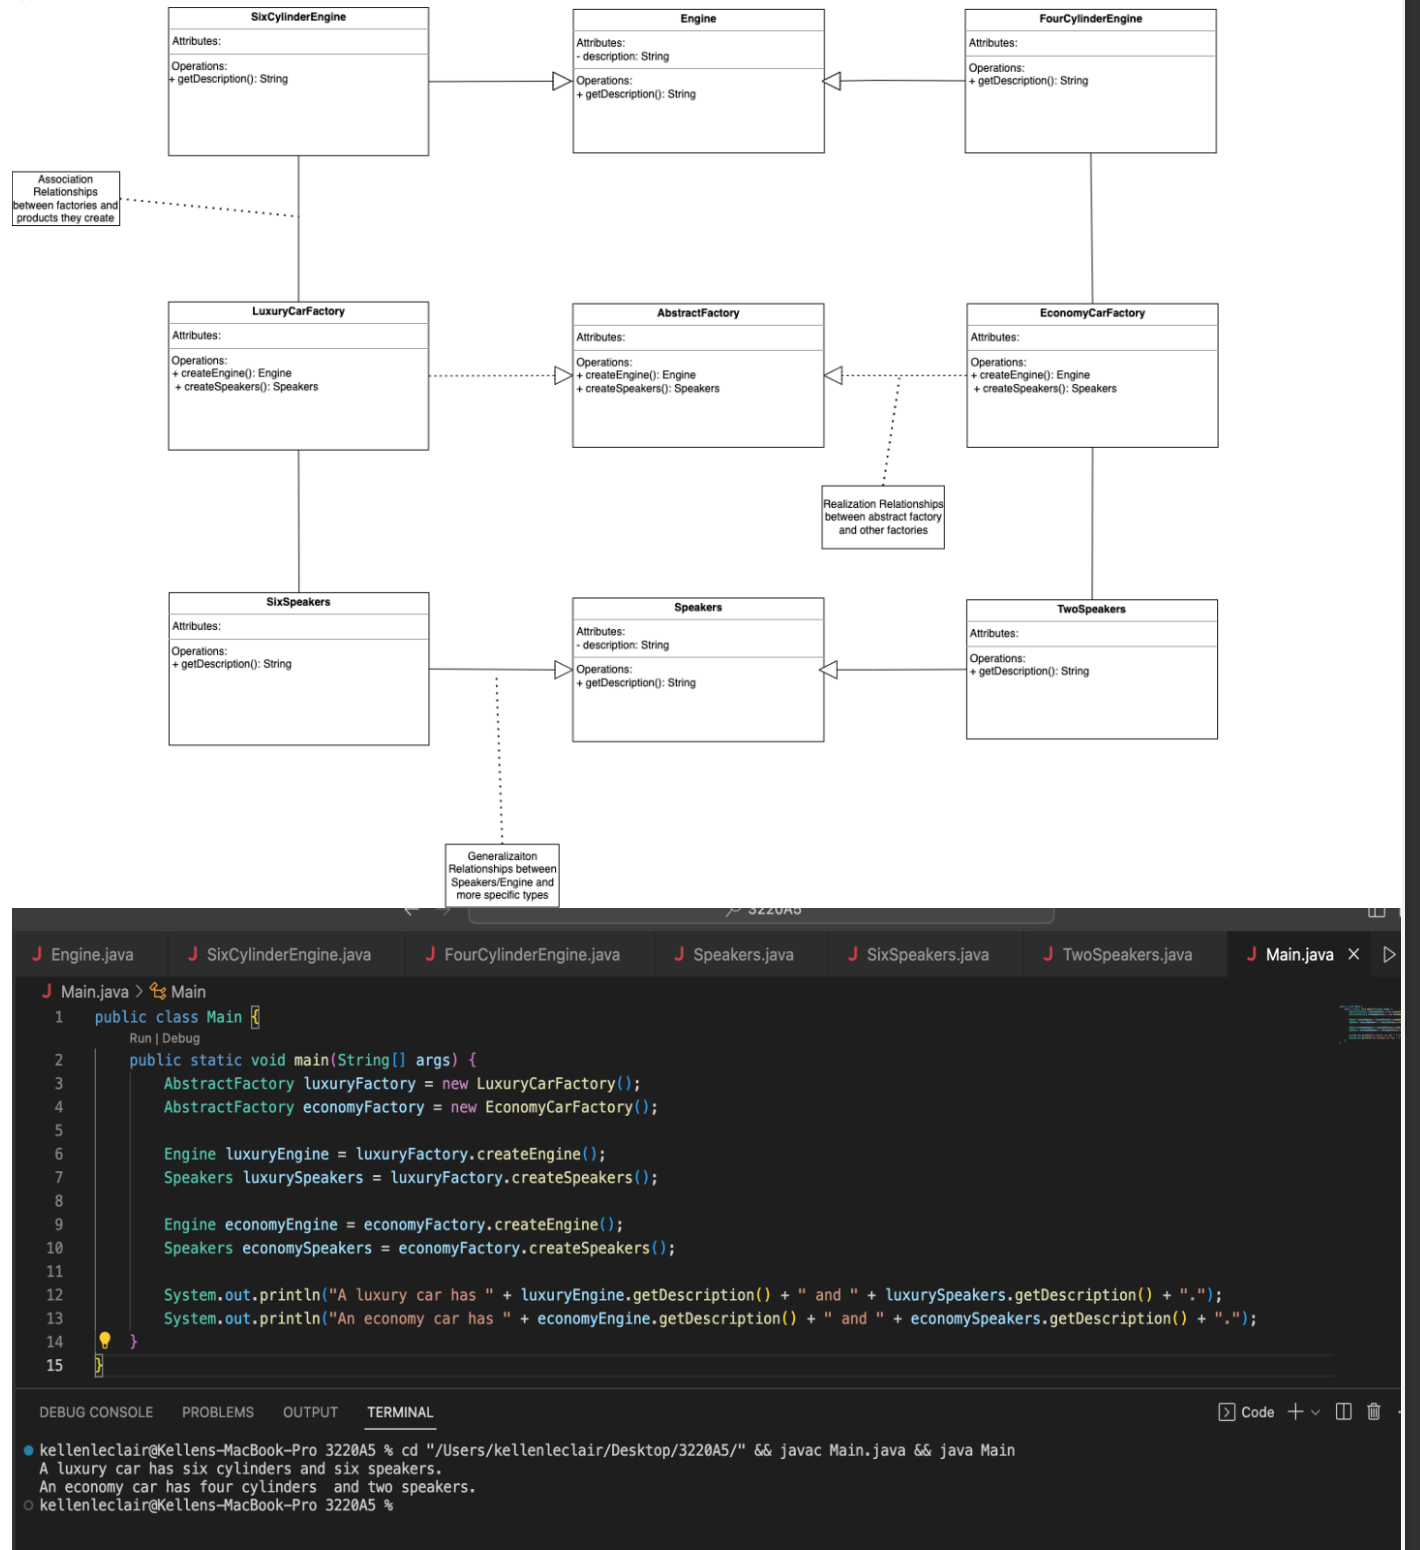 SixCylinderEngine
Attributes:
Operations:
+ getDescription(): String
Engine
Attributes:
- description: String
Operations:
+ getDescription(): String
FourCylinderEngine
Attributes:
Operations:
+ getDescription(): String
Association
Relationships
between factories and
products they create
LuxuryCarFactory
Attributes:
Operations:
+ createEngine(): Engine
+ createSpeakers(): Speakers
AbstractFactory
Attributes:
Operations:
+ createEngine(): Engine
+ createSpeakers(): Speakers
EconomyCarFactory
Attributes:
Operations:
+ createEngine(): Engine
+ createSpeakers(): Speakers
Realization Relationships
between abstract factory
and other factories
SixSpeakers
Attributes:
Operations:
+ getDescription(): String
Speakers
Attributes:
- description: String
Operations:
+ getDescription(): String
TwoSpeakers
Attributes:
Operations:
+ getDescription(): String
Generalizaiton
Relationships between
Speakers/Engine and
more specific types
3220A5
J Engine.java J SixCylinderEngine.java J FourCylinderEngine.java J Speakers.java J SixSpeakers.java J TwoSpeakers.java J Main.java ×
J Main.java > Main
1 public class Main {
Run | Debug
2 public static void main(String[] args) {
3 AbstractFactory luxuryFactory = new LuxuryCarFactory();
4 AbstractFactory economyFactory = new EconomyCarFactory();
5
6 Engine luxuryEngine = luxuryFactory.createEngine();
7 Speakers luxurySpeakers = luxuryFactory.createSpeakers();
8
9 Engine economyEngine = economyFactory.createEngine();
10 Speakers economySpeakers = economyFactory.createSpeakers();
11
12 System.out.println("A luxury car has " + luxuryEngine.getDescription() + " and " + luxurySpeakers.getDescription() + ".");
13 System.out.println("An economy car has " + economyEngine.getDescription() + " and " + economySpeakers.getDescription() + ".");
14 }
15 }
DEBUG CONSOLE PROBLEMS OUTPUT TERMINAL Code
kellenleclair@Kellens-MacBook-Pro 3220A5 % cd "/Users/kellenleclair/Desktop/3220A5/" && javac Main.java && java Main
A luxury car has six cylinders and six speakers.
An economy car has four cylinders  and two speakers.
kellenleclair@Kellens-MacBook-Pro 3220A5 %